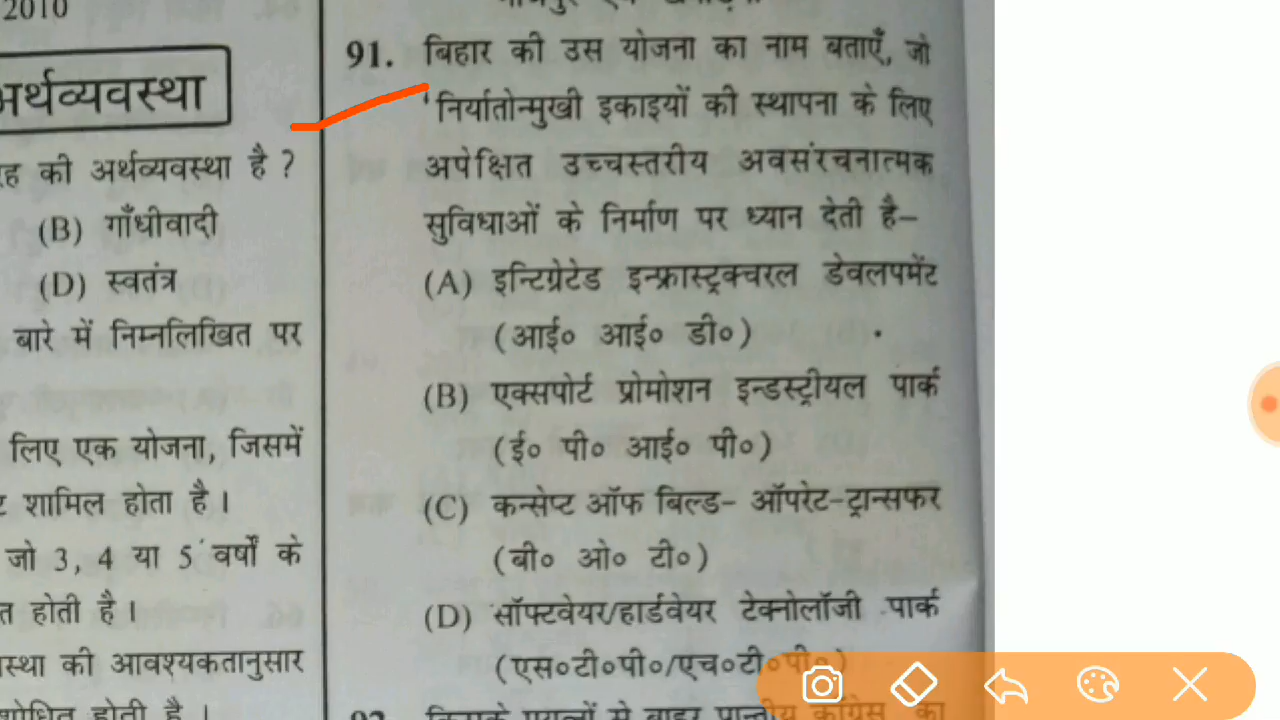 2010
अर्थव्यवस्था
की अर्थव्यवस्था है ?
(B) गाँधीवादी
(D) स्वतंत्र
बारे में निम्नलिखित पर
लिए एक योजना, जिसमें
शामिल होता है।
जो 3, 4 या 5 वर्षों के
होती है।
की आवश्यकतानुसार
होती है।
91. बिहार की उस योजना का नाम बताएँ, जो
'निर्यातोन्मुखी इकाइयों की स्थापना के लिए
अपेक्षित उच्चस्तरीय अवसंरचनात्मक
सुविधाओं के निर्माण पर ध्यान देती है–
(A) इन्टिग्रेटेड इन्फ्रास्ट्रक्चरल डेवलपमेंट
(आई० आई० डी०)
(B) एक्सपोर्ट प्रोमोशन इन्डस्ट्रीयल पार्क
(ई० पी० आई० पी०)
(C) कन्सेप्ट ऑफ बिल्ड- ऑपरेट-ट्रान्सफर
(बी० ओ० टी०)
(D) सॉफ्टवेयर/हार्डवेयर टेक्नोलॉजी पार्क
(एस०टी०पी०/एच०टी०पी०)